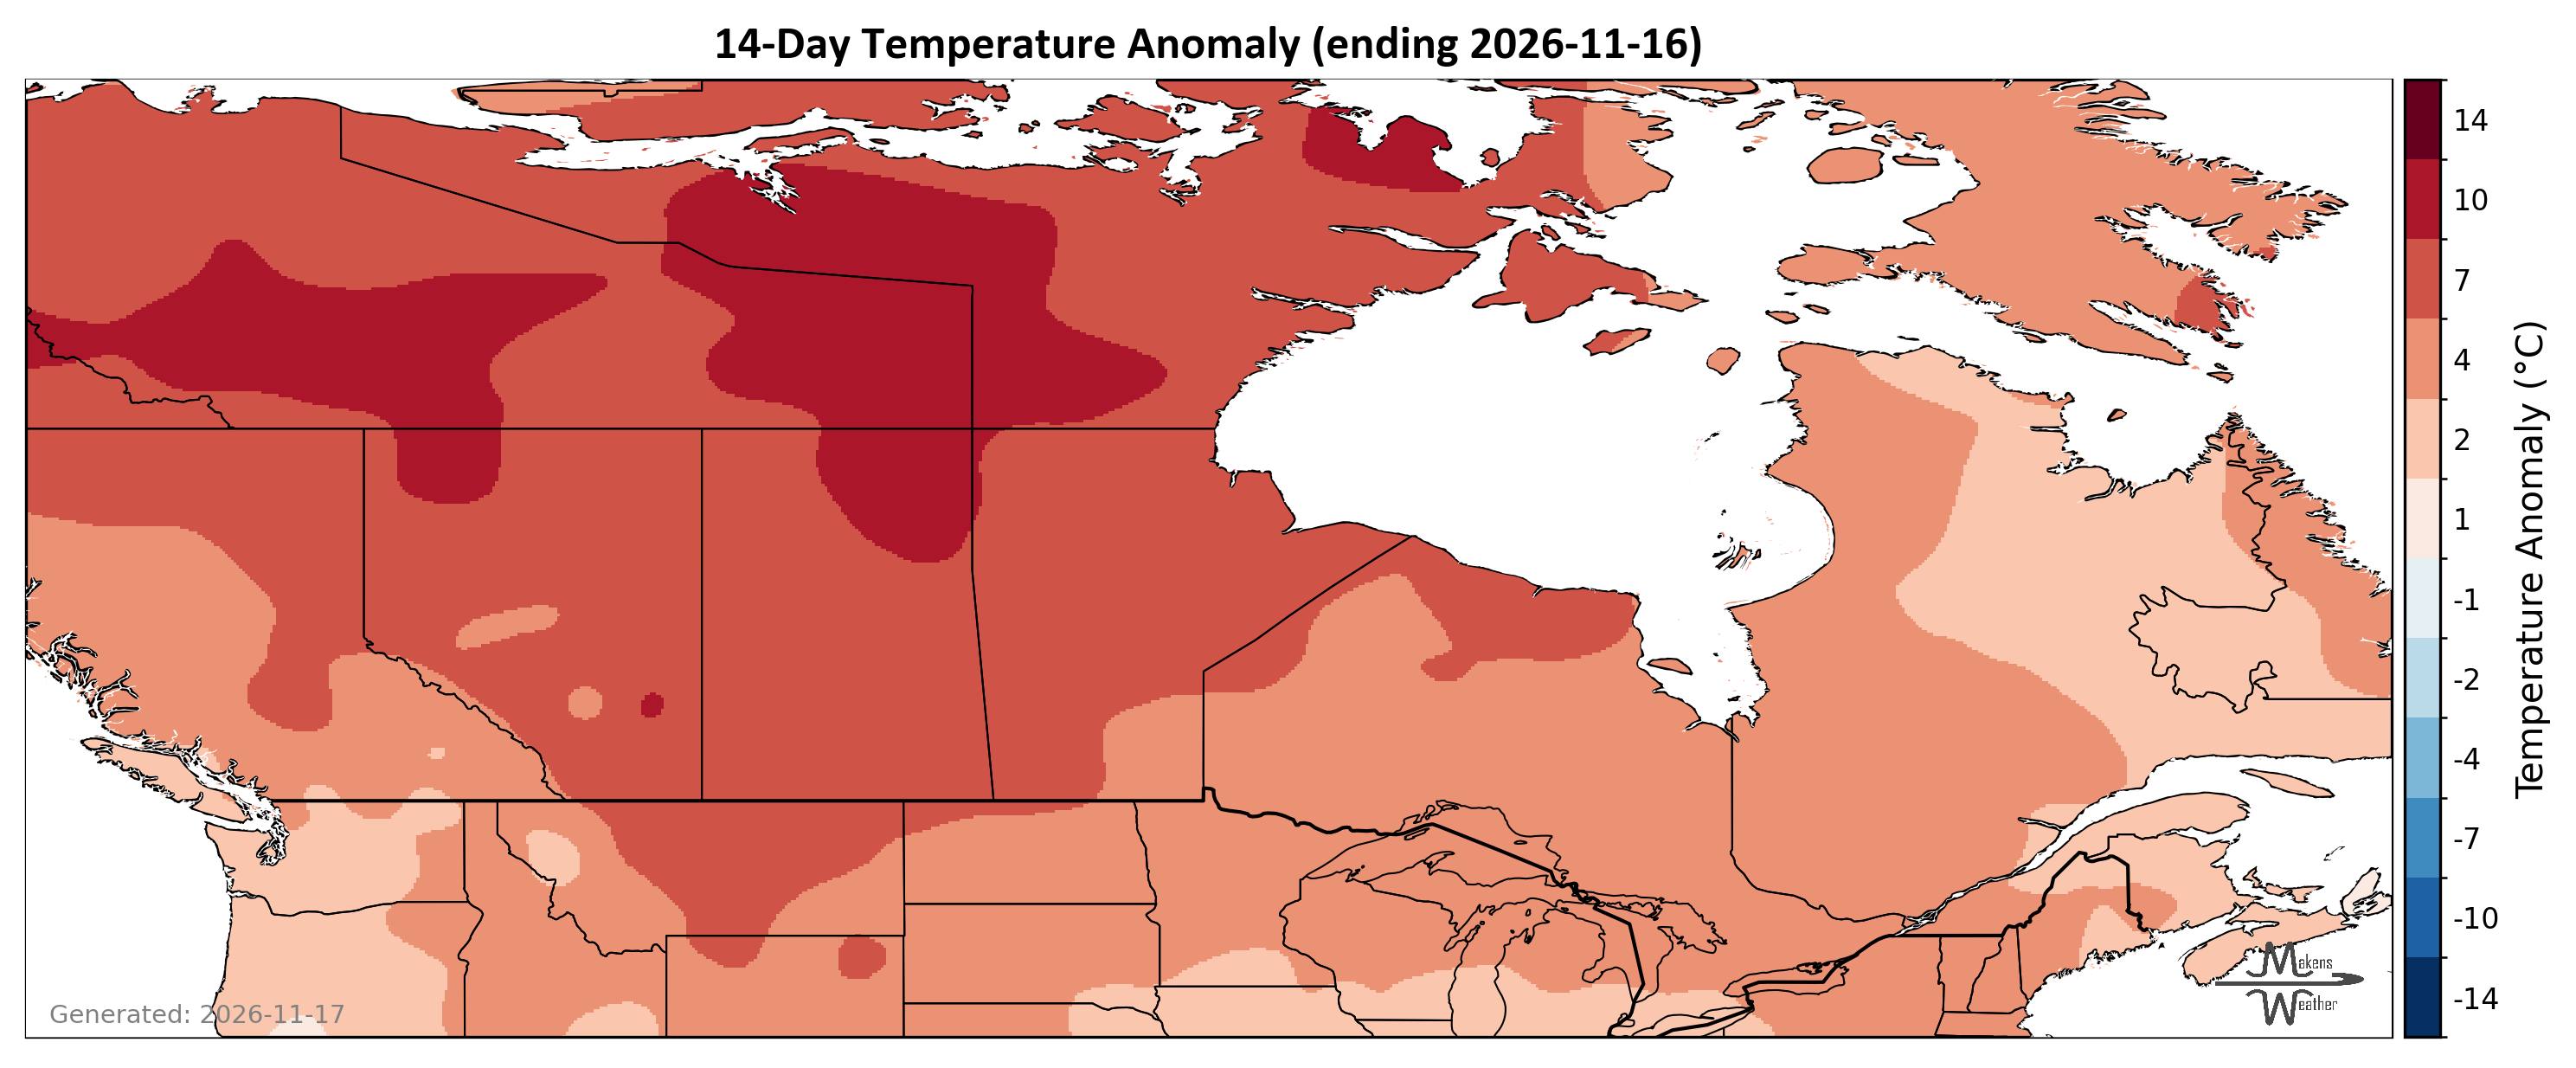 14-Day Temperature Anomaly (ending 2026-11-16)
14
10
7
4
2
1
-1
-2
-4
-7
-10
-14
Temperature Anomaly (°C)
Generated: 2026-11-17
Makens
Weather